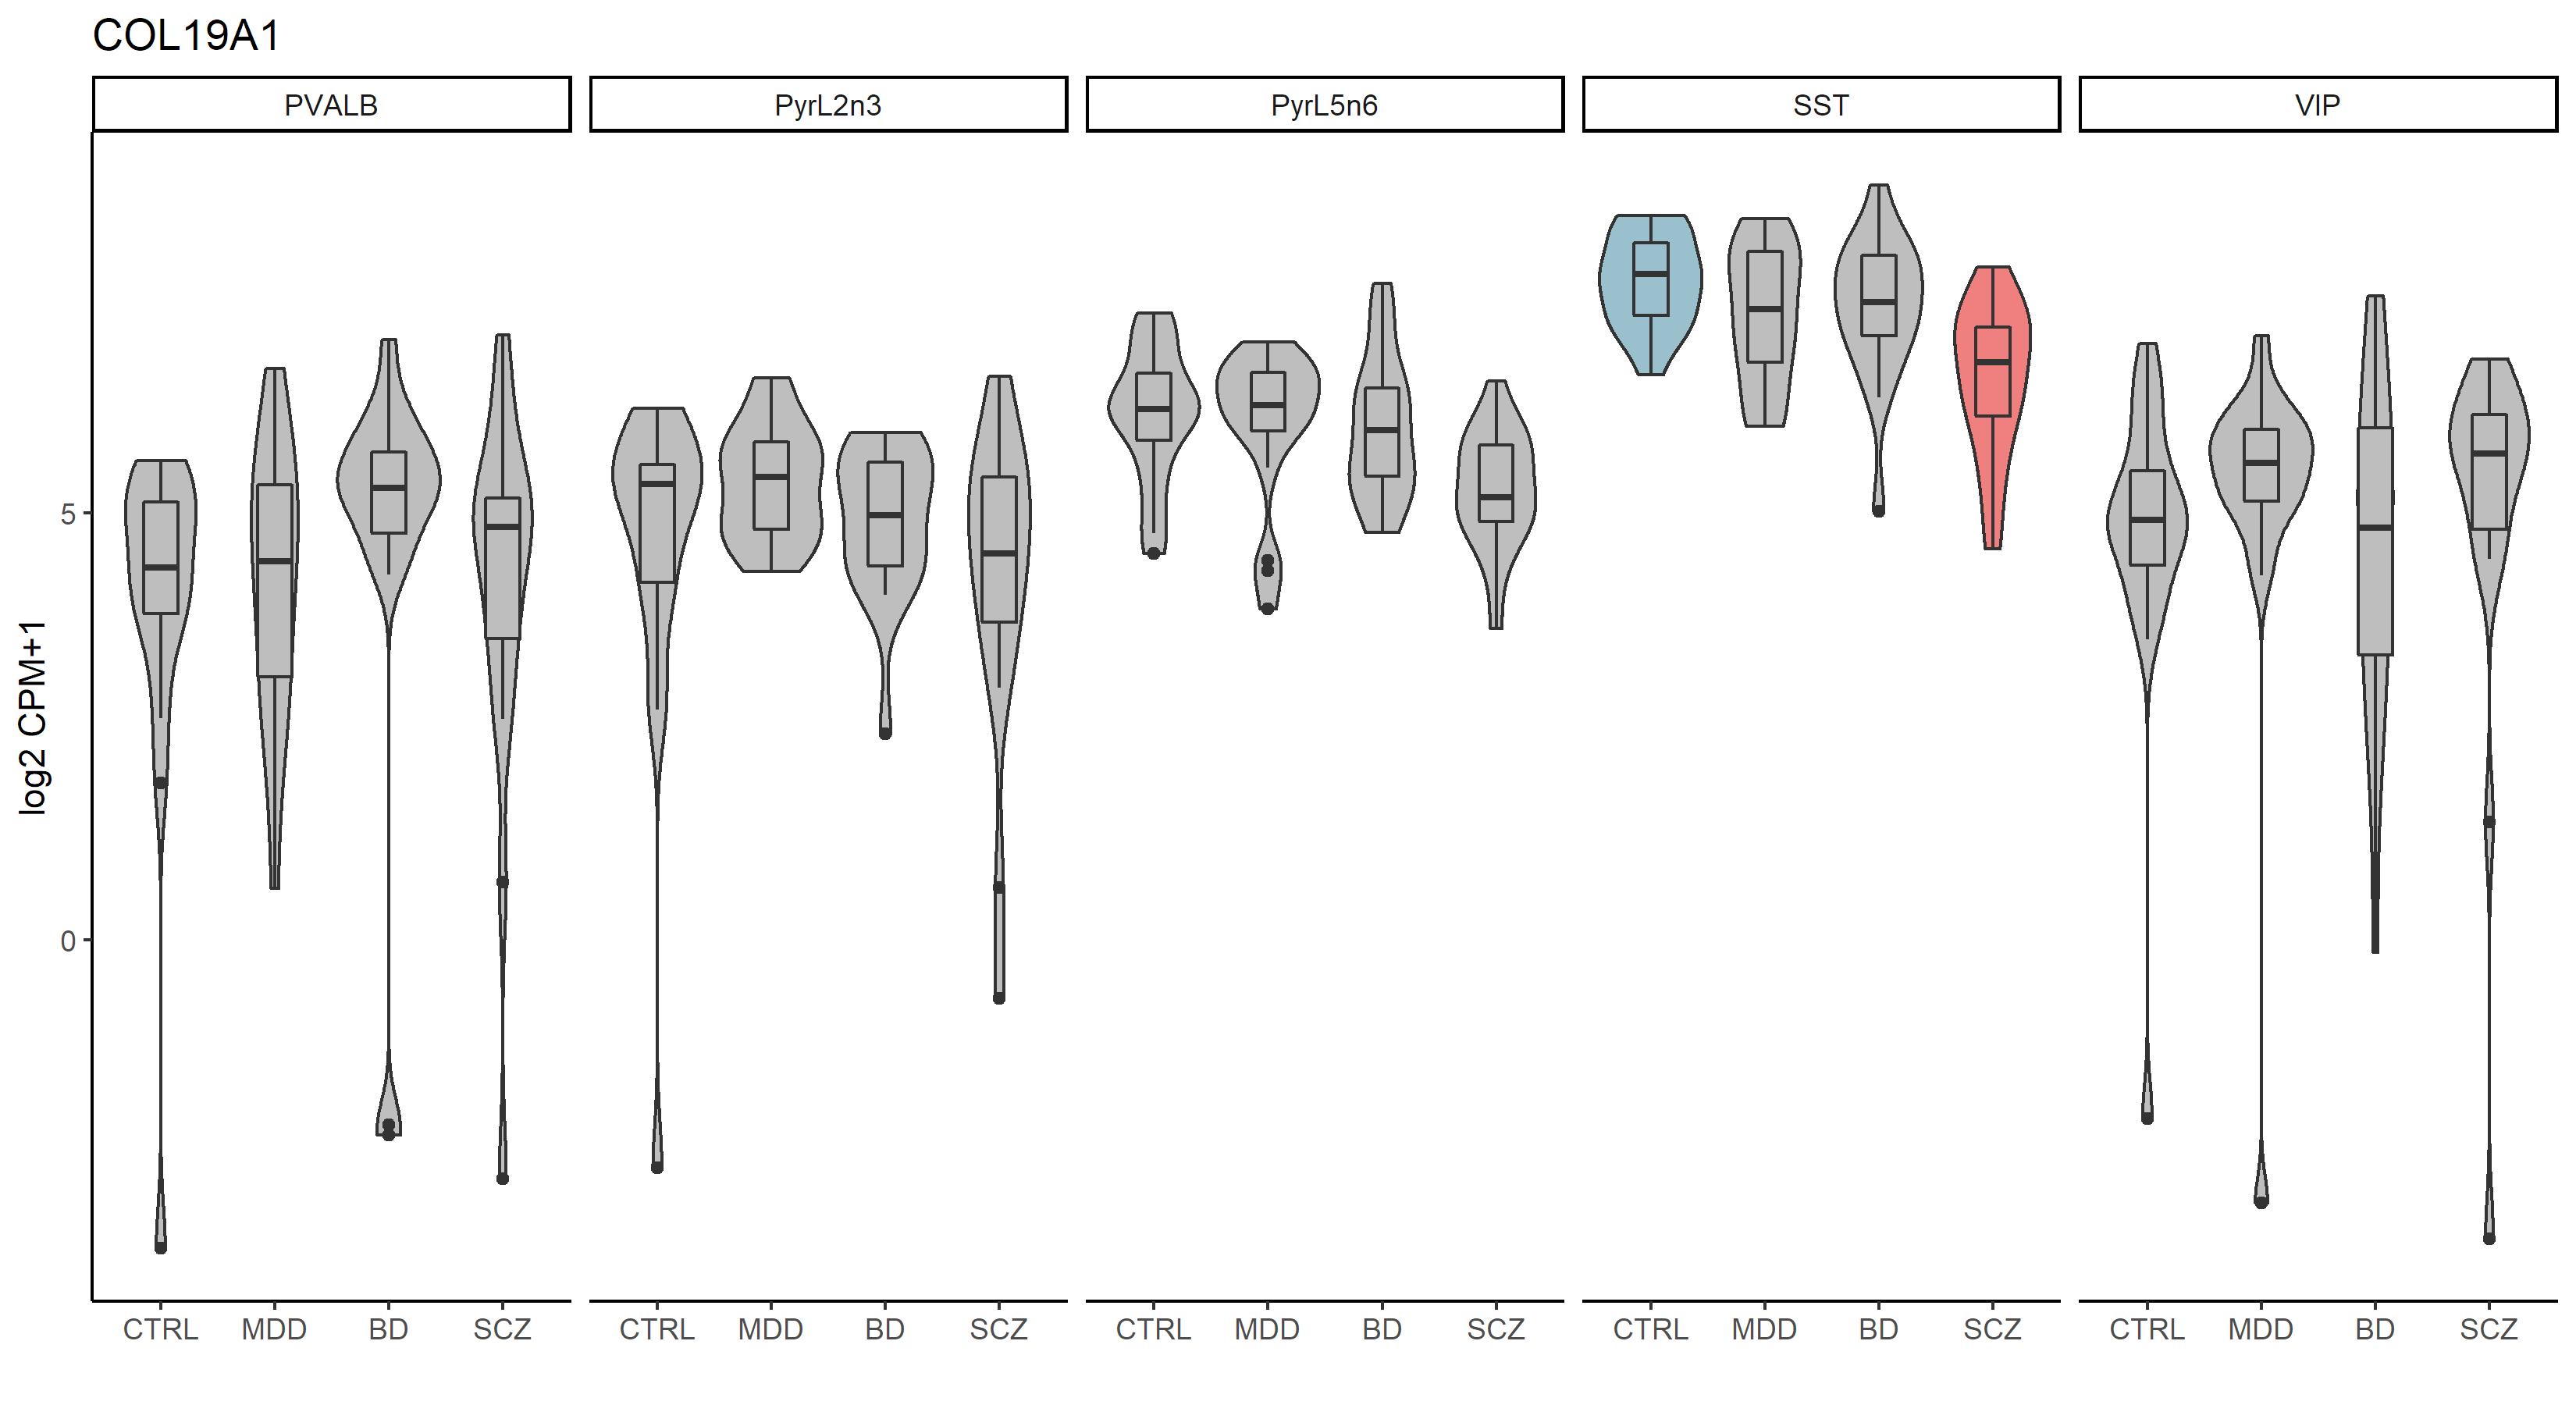 COL19A1
PVALB PyrL2n3 PyrL5n6 SST VIP
log2 CPM+1
5
0
CTRL MDD BD SCZ CTRL MDD BD SCZ CTRL MDD BD SCZ CTRL MDD BD SCZ CTRL MDD BD SCZ